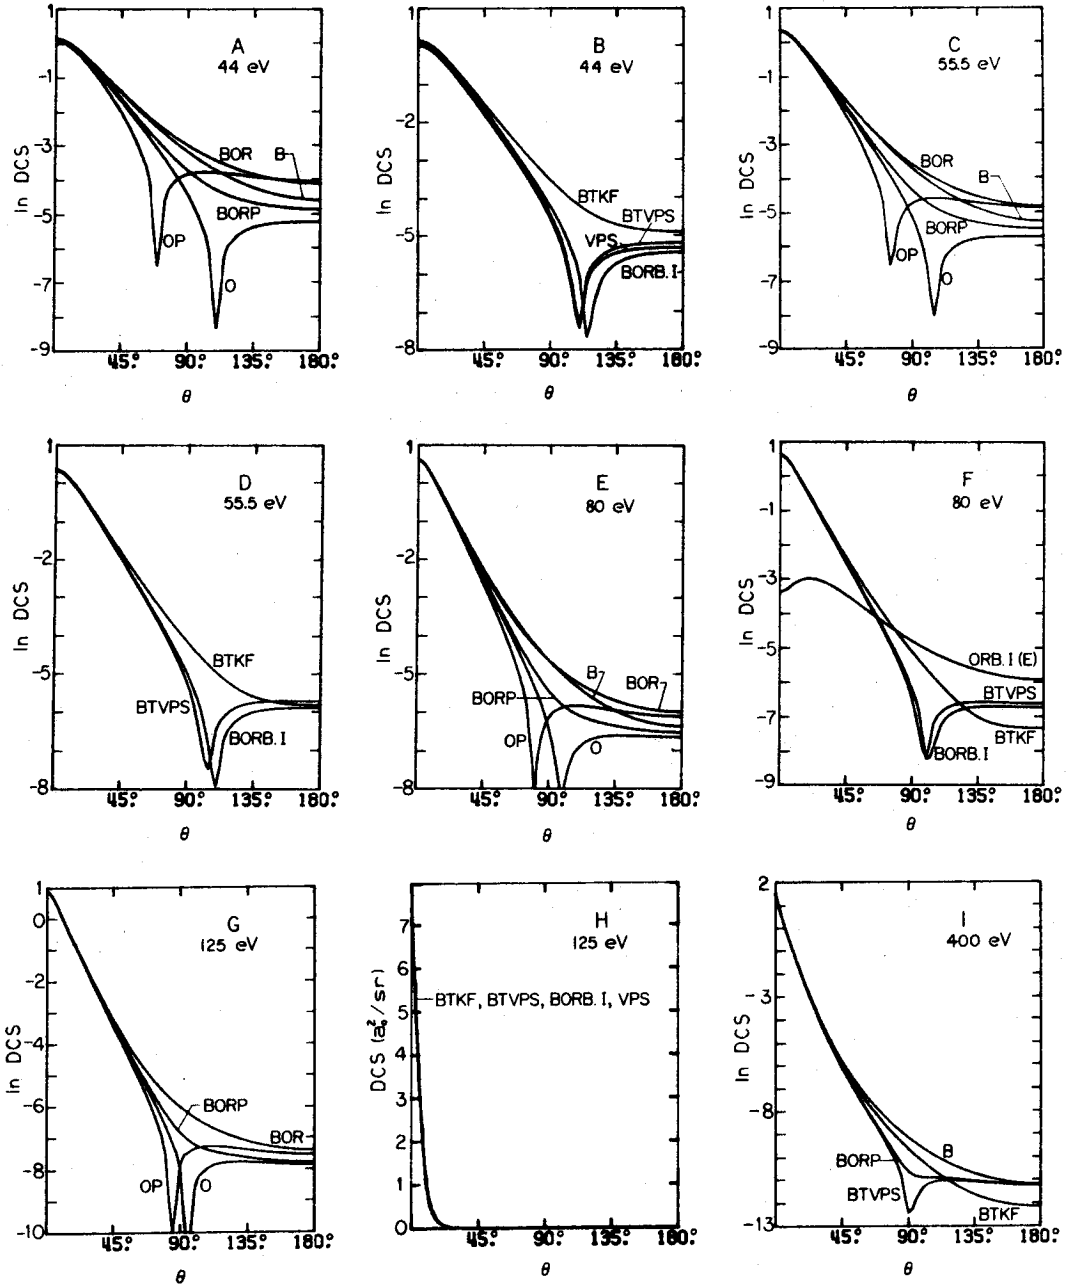 A
44 eV
1
-1
-3
-5
-7
-9
ln DCS
BOR
B
BORP
OP
O
45° 90° 135° 180°
θ
B
44 eV
1
-2
-5
-8
ln DCS
BTKF
BTVPS
VPS
BORB.I
45° 90° 135° 180°
θ
C
55.5 eV
1
-1
-3
-5
-7
-9
ln DCS
BOR
B
BORP
OP
O
45° 90° 135° 180°
θ
D
55.5 eV
1
-2
-5
-8
ln DCS
BTKF
BTVPS
BORB.I
45° 90° 135° 180°
θ
E
80 eV
1
-2
-5
-8
ln DCS
B
BOR
BORP
OP
O
45° 90° 135° 180°
θ
F
80 eV
1
-1
-3
-5
-7
-9
ln DCS
ORB.I (E)
BTVPS
BTKF
BORB.I
45° 90° 135° 180°
θ
G
125 eV
1
0
-2
-4
-6
-8
-10
ln DCS
BORP
BOR
OP
O
45° 90° 135° 180°
θ
H
125 eV
7
6
5
4
3
2
1
0
DCS (a₀²/sr)
BTKF, BTVPS, BORB.I, VPS
45° 90° 135° 180°
θ
I
400 eV
2
-3
-8
-13
ln DCS
B
BORP
BTVPS
BTKF
45° 90° 135° 180°
θ